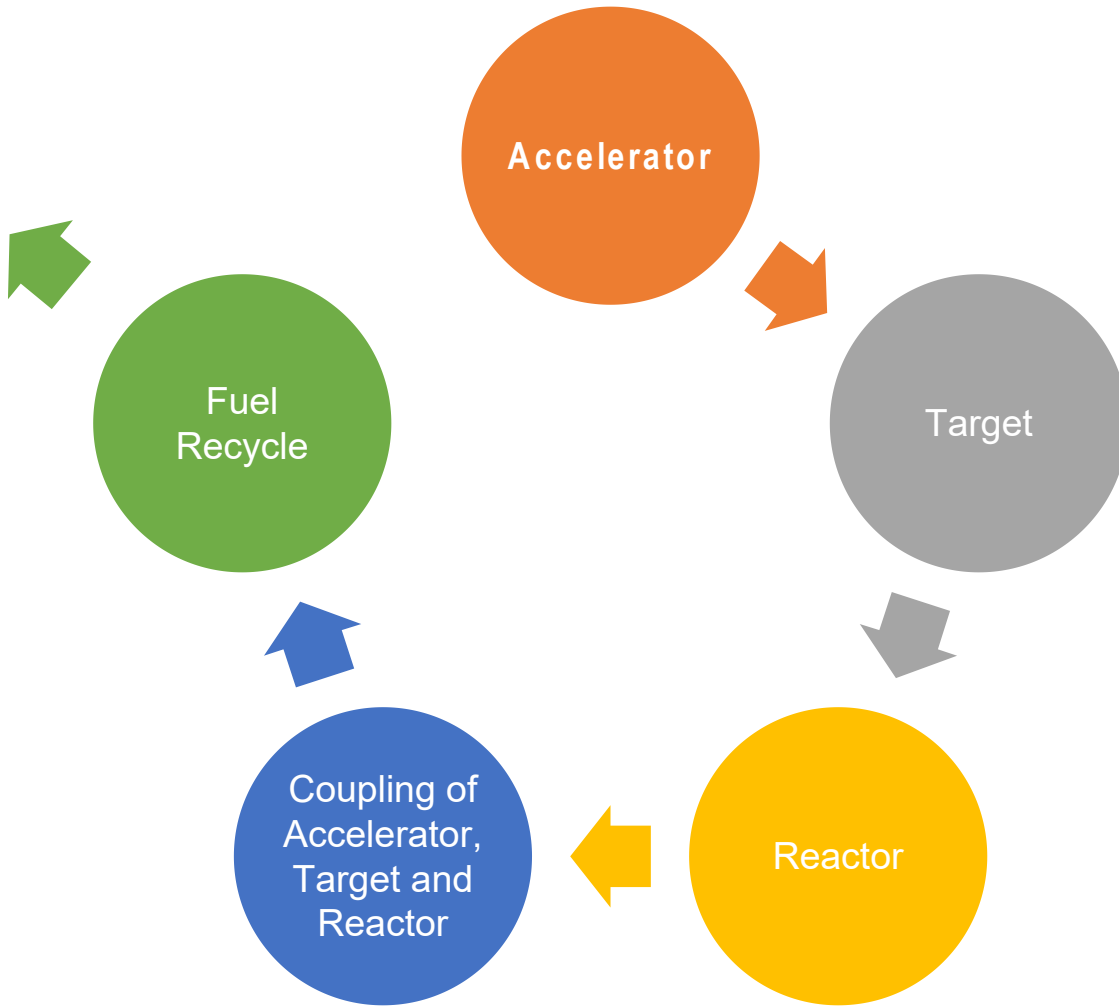 Accelerator
Target
Reactor
Coupling of
Accelerator,
Target and
Reactor
Fuel
Recycle